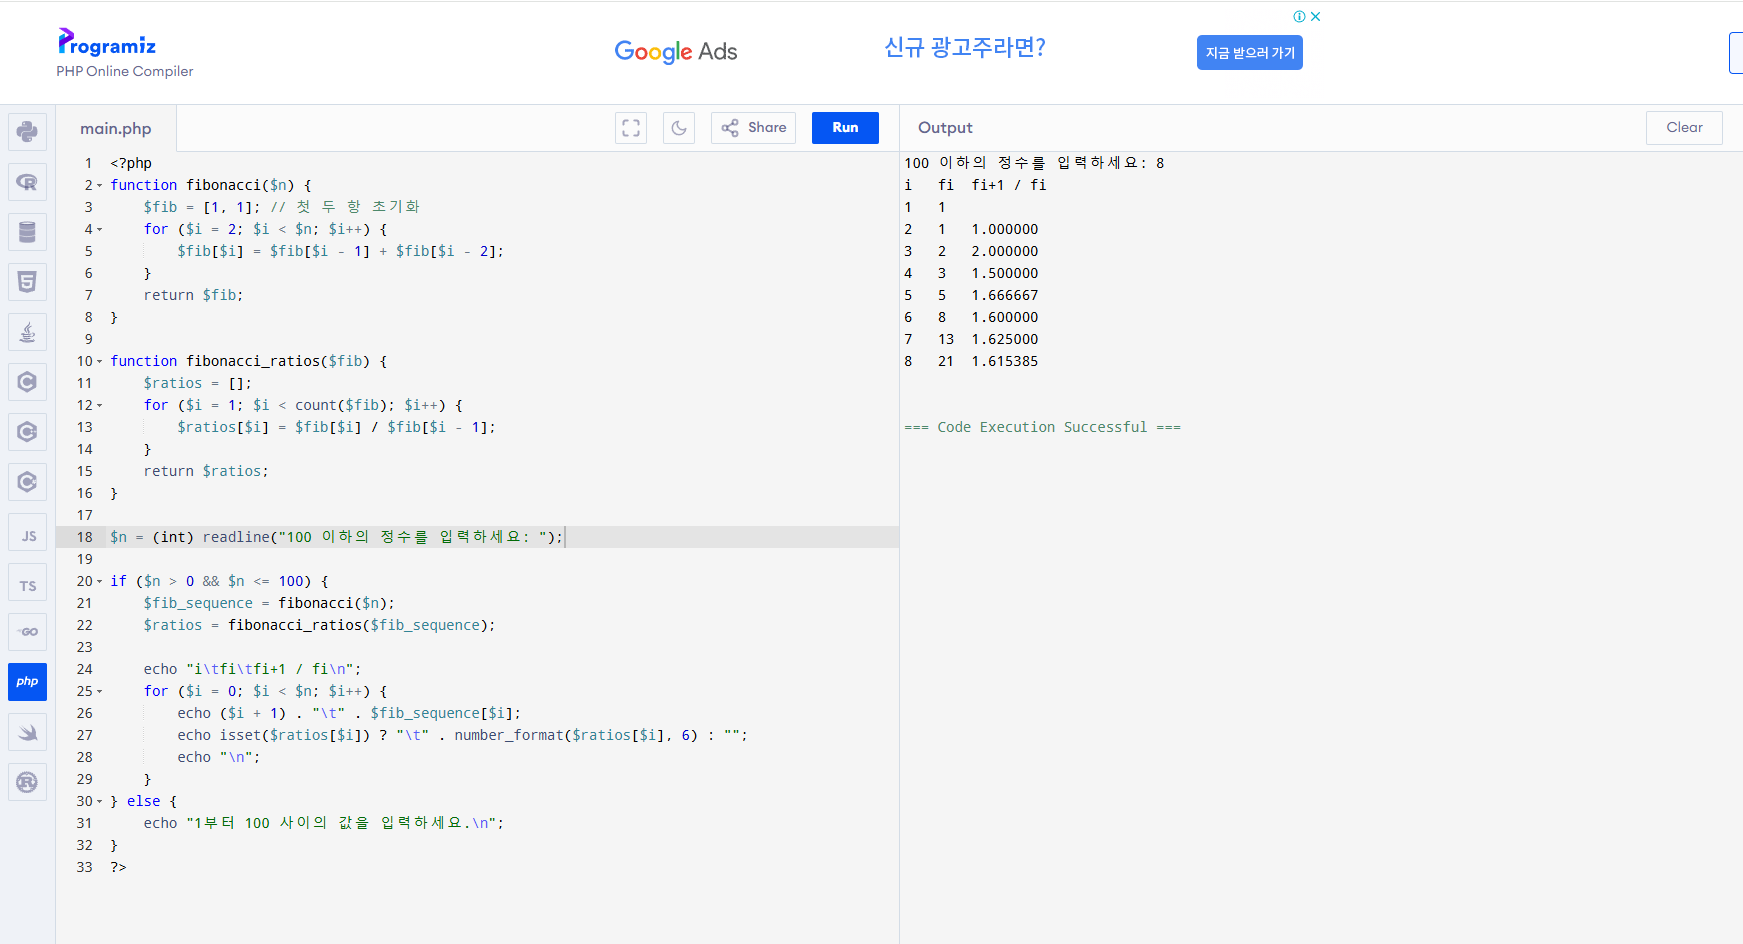 Programiz
PHP Online Compiler
Google Ads
신규 광고주라면?
지금 받으러 가기
main.php
Share
Run
Output
Clear
JS
TS
GO
php
1 <?php
2 function fibonacci($n) {
3     $fib = [1, 1]; // 첫 두 항 초기화
4     for ($i = 2; $i < $n; $i++) {
5         $fib[$i] = $fib[$i - 1] + $fib[$i - 2];
6     }
7     return $fib;
8 }
9
10 function fibonacci_ratios($fib) {
11     $ratios = [];
12     for ($i = 1; $i < count($fib); $i++) {
13         $ratios[$i] = $fib[$i] / $fib[$i - 1];
14     }
15     return $ratios;
16 }
17
18 $n = (int) readline("100 이하의 정수를 입력하세요: ");
19
20 if ($n > 0 && $n <= 100) {
21     $fib_sequence = fibonacci($n);
22     $ratios = fibonacci_ratios($fib_sequence);
23
24     echo "i\tfi\tfi+1 / fi\n";
25     for ($i = 0; $i < $n; $i++) {
26         echo ($i + 1) . "\t" . $fib_sequence[$i];
27         echo isset($ratios[$i]) ? "\t" . number_format($ratios[$i], 6) : "";
28         echo "\n";
29     }
30 } else {
31     echo "1부터 100 사이의 값을 입력하세요.\n";
32 }
33 ?>
100 이하의 정수를 입력하세요: 8
i fi fi+1 / fi
1 1
2 1 1.000000
3 2 2.000000
4 3 1.500000
5 5 1.666667
6 8 1.600000
7 13 1.625000
8 21 1.615385
=== Code Execution Successful ===